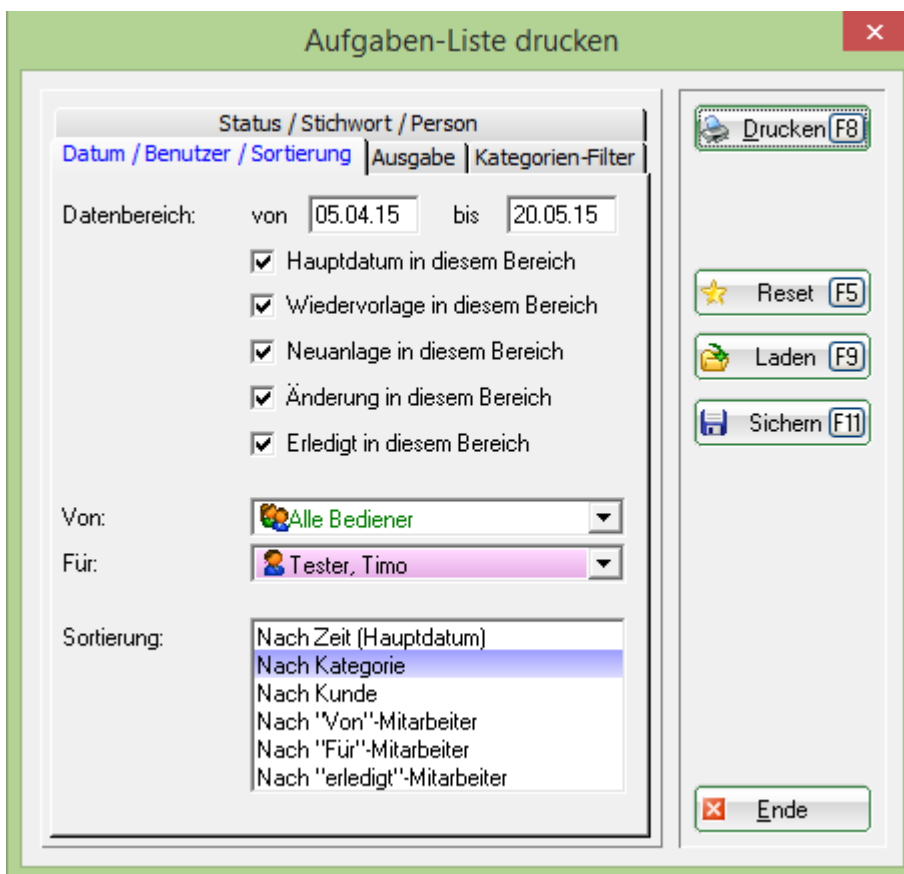 Aufgaben-Liste drucken
Status / Stichwort / Person
Datum / Benutzer / Sortierung Ausgabe Kategorien-Filter
Datenbereich: von 05.04.15 bis 20.05.15
Hauptdatum in diesem Bereich
Wiedervorlage in diesem Bereich
Neuanlage in diesem Bereich
Änderung in diesem Bereich
Erledigt in diesem Bereich
Von: Alle Bediener
Für: Tester, Timo
Sortierung: Nach Zeit (Hauptdatum)
Nach Kategorie
Nach Kunde
Nach "Von"-Mitarbeiter
Nach "Für"-Mitarbeiter
Nach "erledigt"-Mitarbeiter
Drucken F8
Reset F5
Laden F9
Sichern F11
Ende